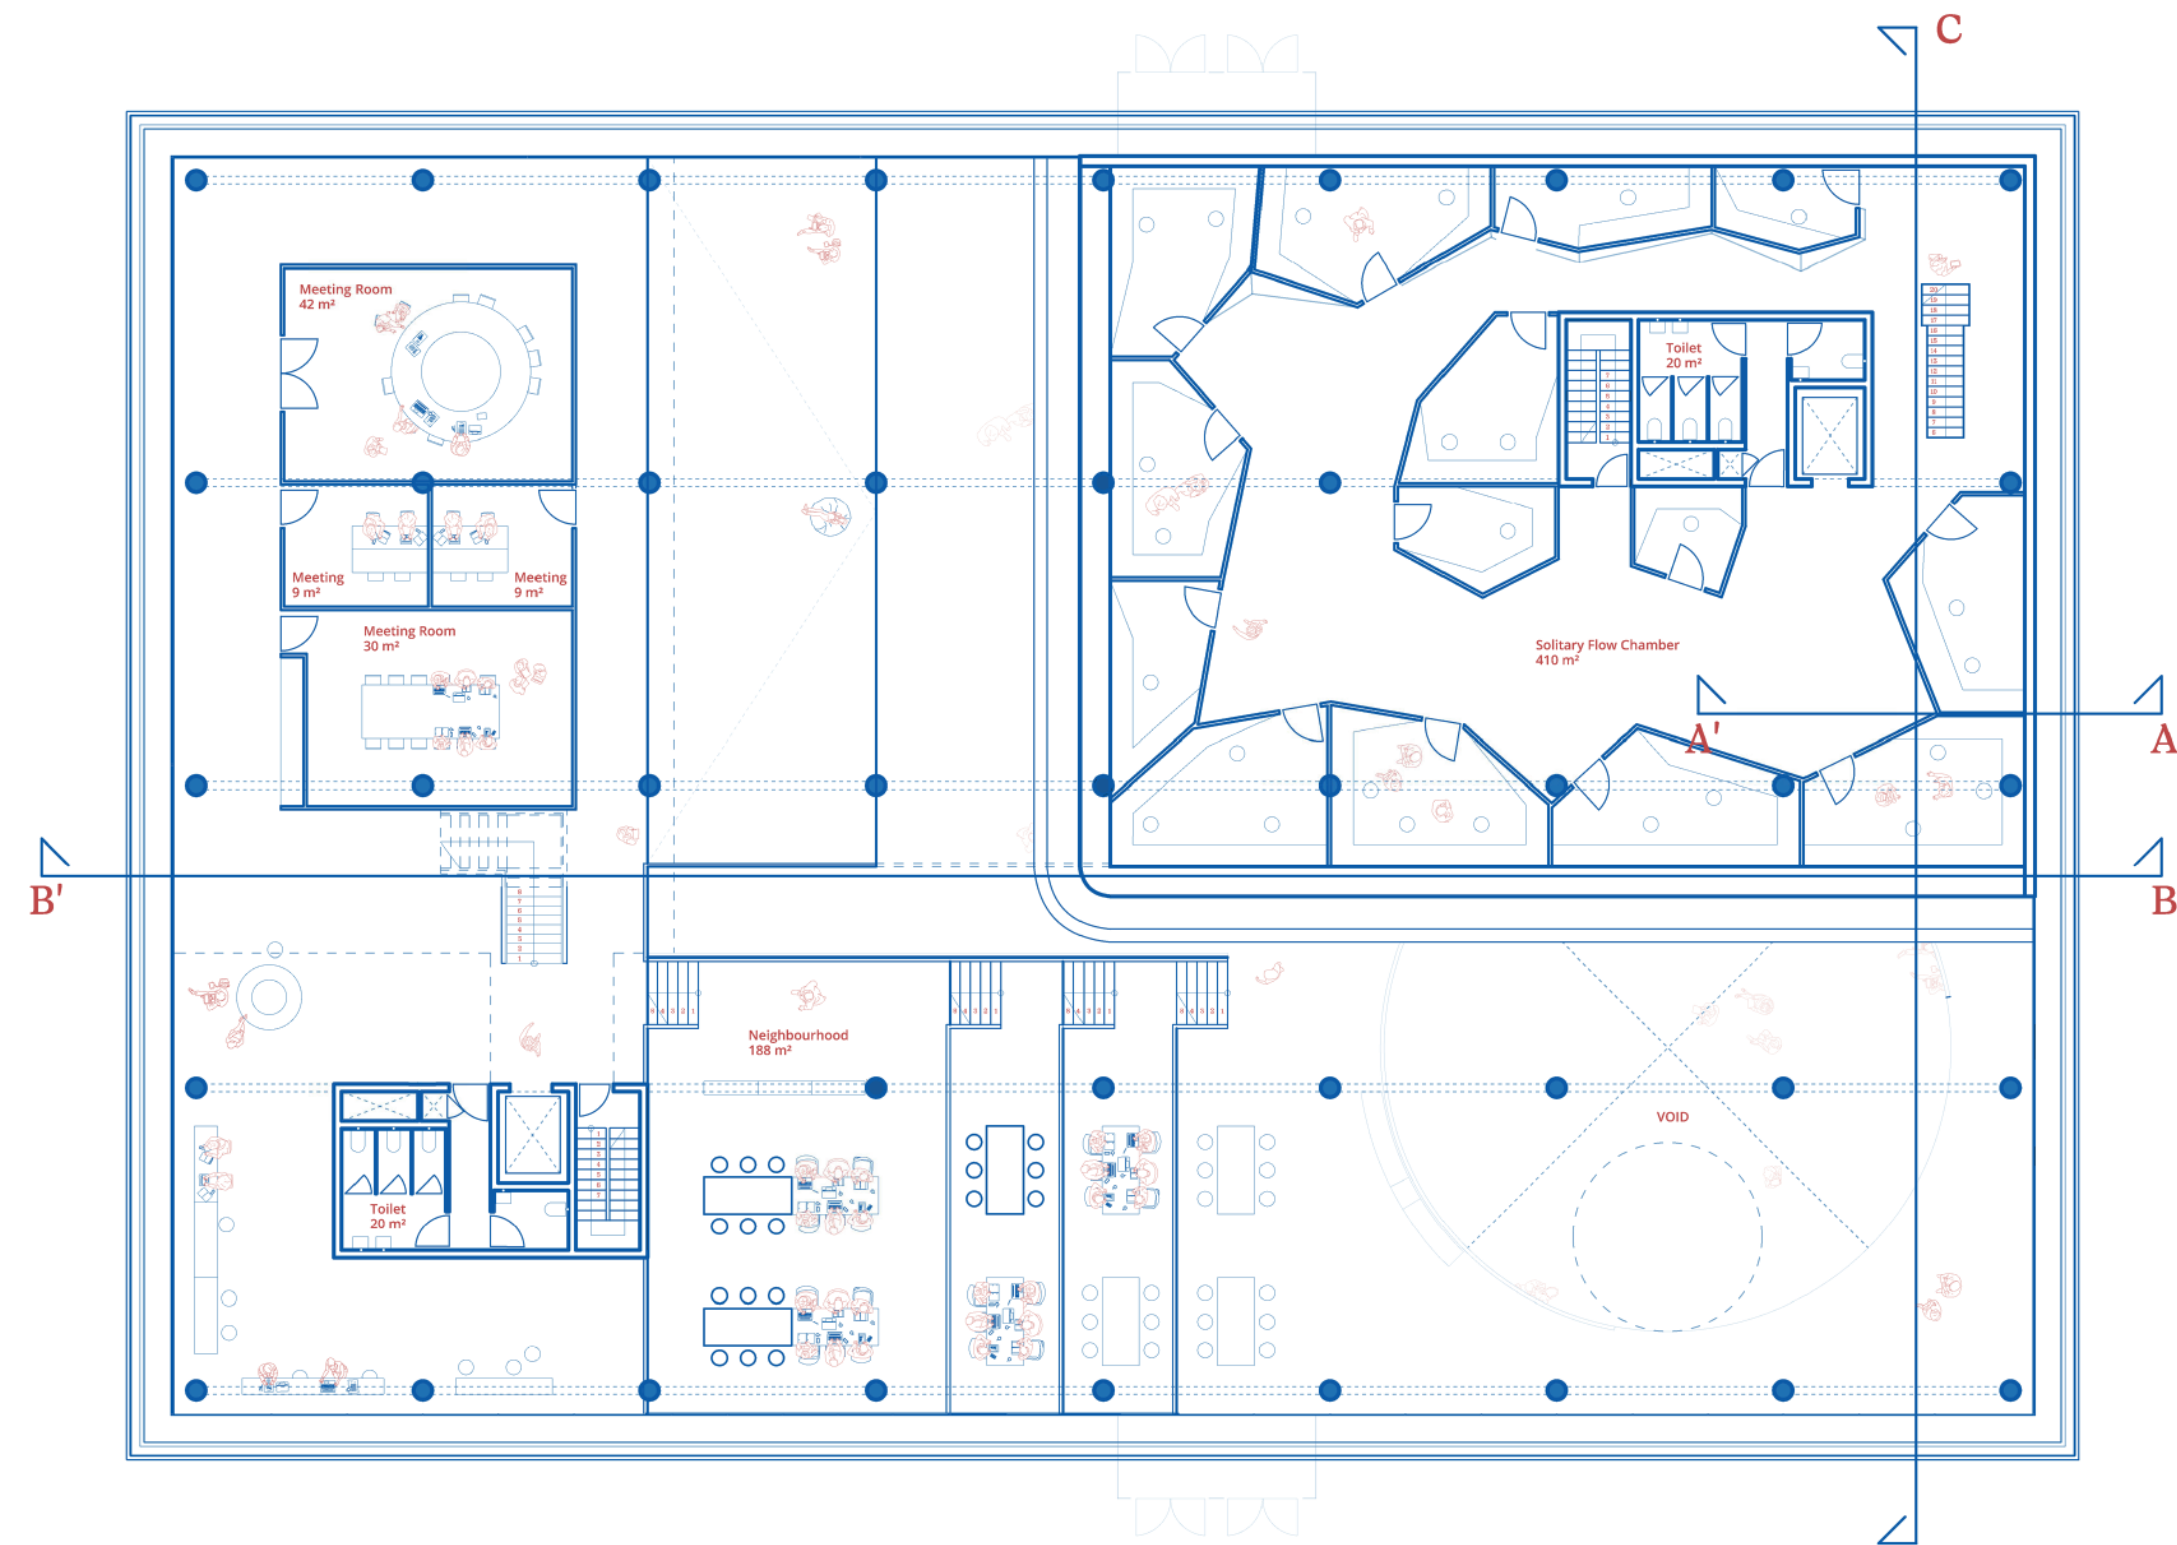 C
Meeting Room
42 m²
Toilet
20 m²
Meeting
9 m²
Meeting
9 m²
Meeting Room
30 m²
Solitary Flow Chamber
410 m²
A'
A
B'
B
Neighbourhood
188 m²
VOID
Toilet
20 m²